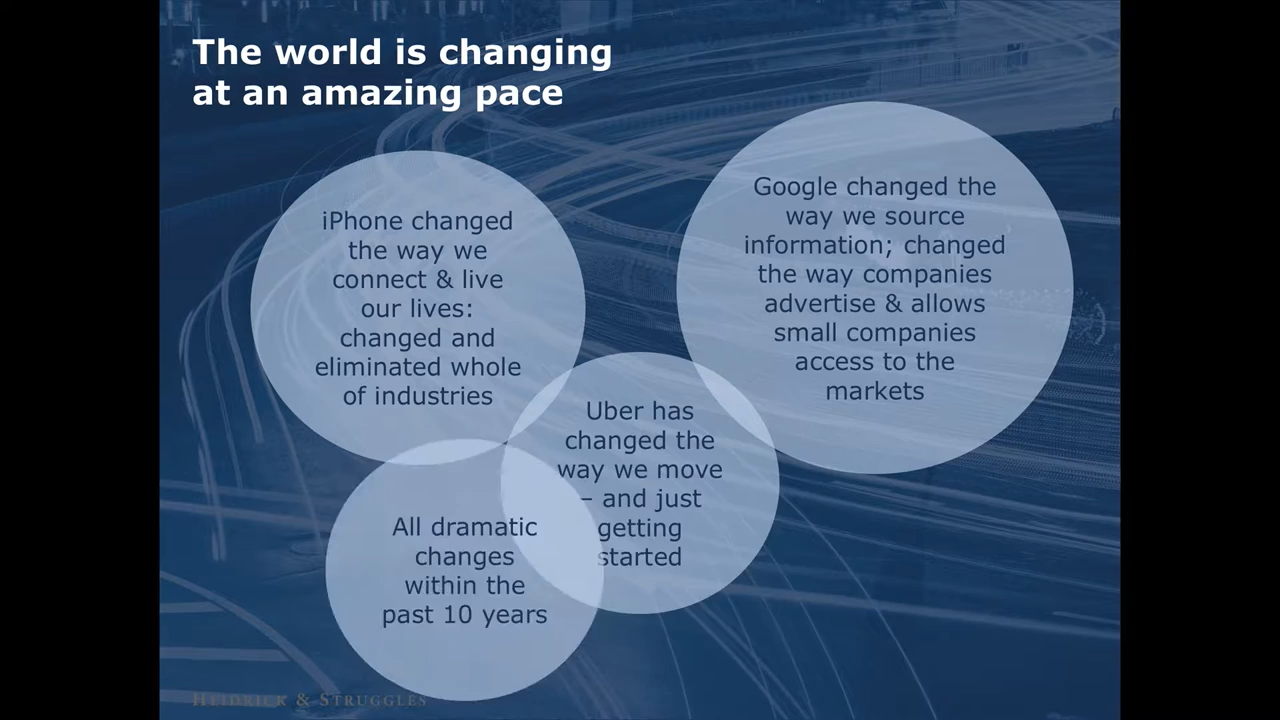 The world is changing
at an amazing pace
iPhone changed
the way we
connect & live
our lives:
changed and
eliminated whole
of industries
Google changed the
way we source
information; changed
the way companies
advertise & allows
small companies
access to the
markets
Uber has
changed the
way we move
– and just
getting
started
All dramatic
changes
within the
past 10 years
HEIDRICK & STRUGGLES